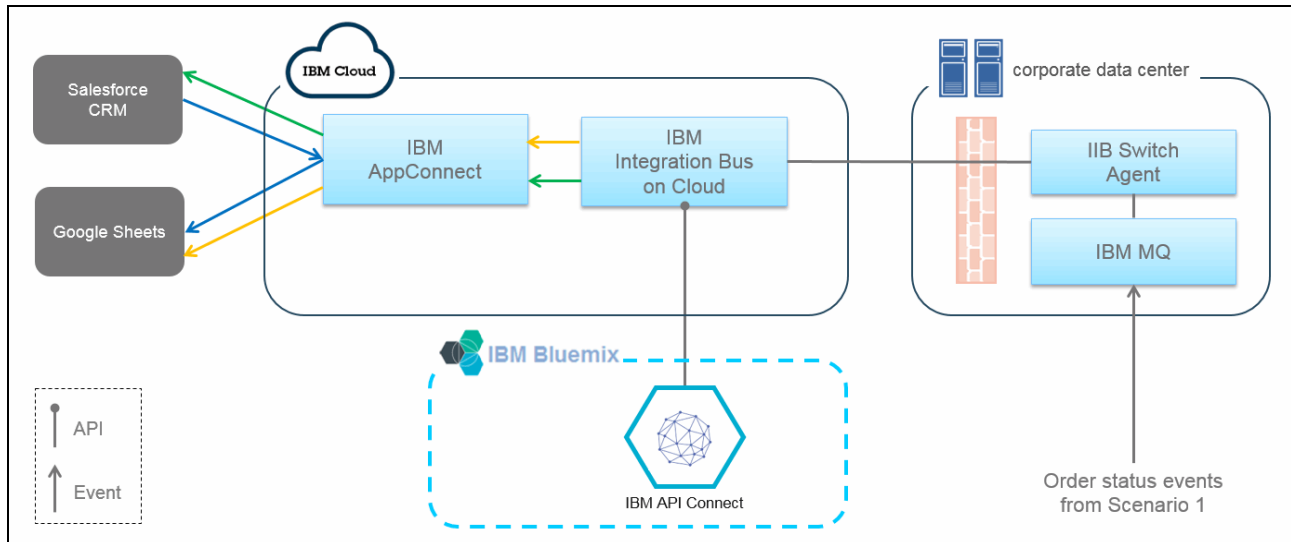 IBM Cloud
corporate data center
Salesforce
CRM
IBM
AppConnect
IBM
Integration Bus
on Cloud
IIB Switch
Agent
Google Sheets
IBM MQ
IBM Bluemix
API
Event
IBM API Connect
Order status events
from Scenario 1